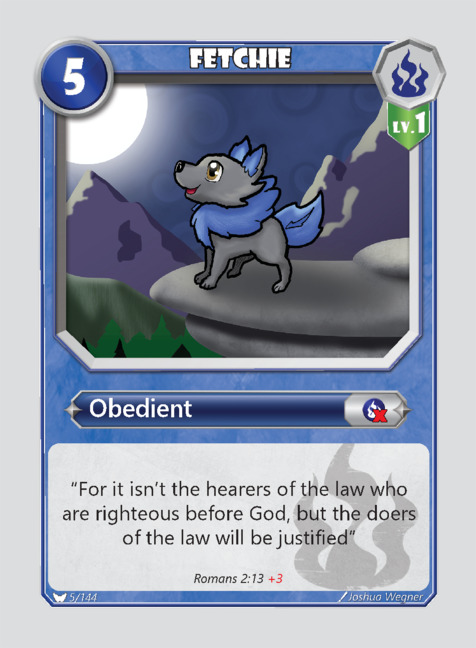 FETCHIE
5
LV.1
Obedient
“For it isn't the hearers of the law who
are righteous before God, but the doers
of the law will be justified”
Romans 2:13 +3
5/144
Joshua Wegner